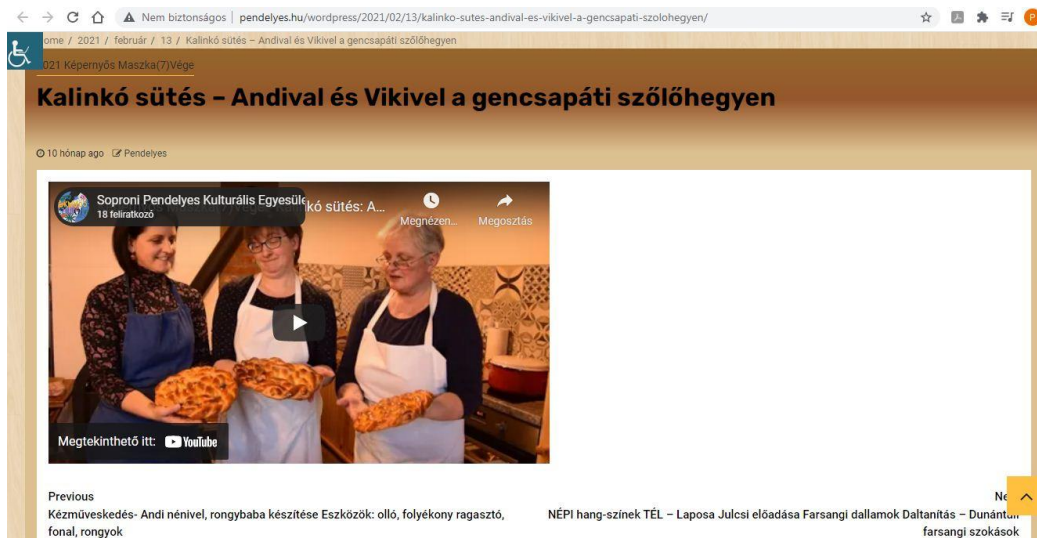 Nem biztonságos | pendelyes.hu/wordpress/2021/02/13/kalinko-sutes-andival-es-vikivel-a-gencsapati-szolohegyen/
ome / 2021 / február / 13 / Kalinkó sütés – Andival és Vikivel a gencsapáti szőlőhegyen
021 Képernyős Maszka(7)Vége
Kalinkó sütés – Andival és Vikivel a gencsapáti szőlőhegyen
10 hónap ago Pendelyes
Soproni Pendelyes Kulturális Egyesüle
kó sütés: A...
18 feliratkozó
Megnézen...
Megosztás
Megtekinthető itt: YouTube
Previous
Kézműveskedés- Andi nénivel, rongybaba készítése Eszközök: olló, folyékony ragasztó,
fonal, rongyok
Ne
NÉPI hang-színek TÉL – Laposa Julcsi előadása Farsangi dallamok Daltanítás – Dunántúli
farsangi szokások